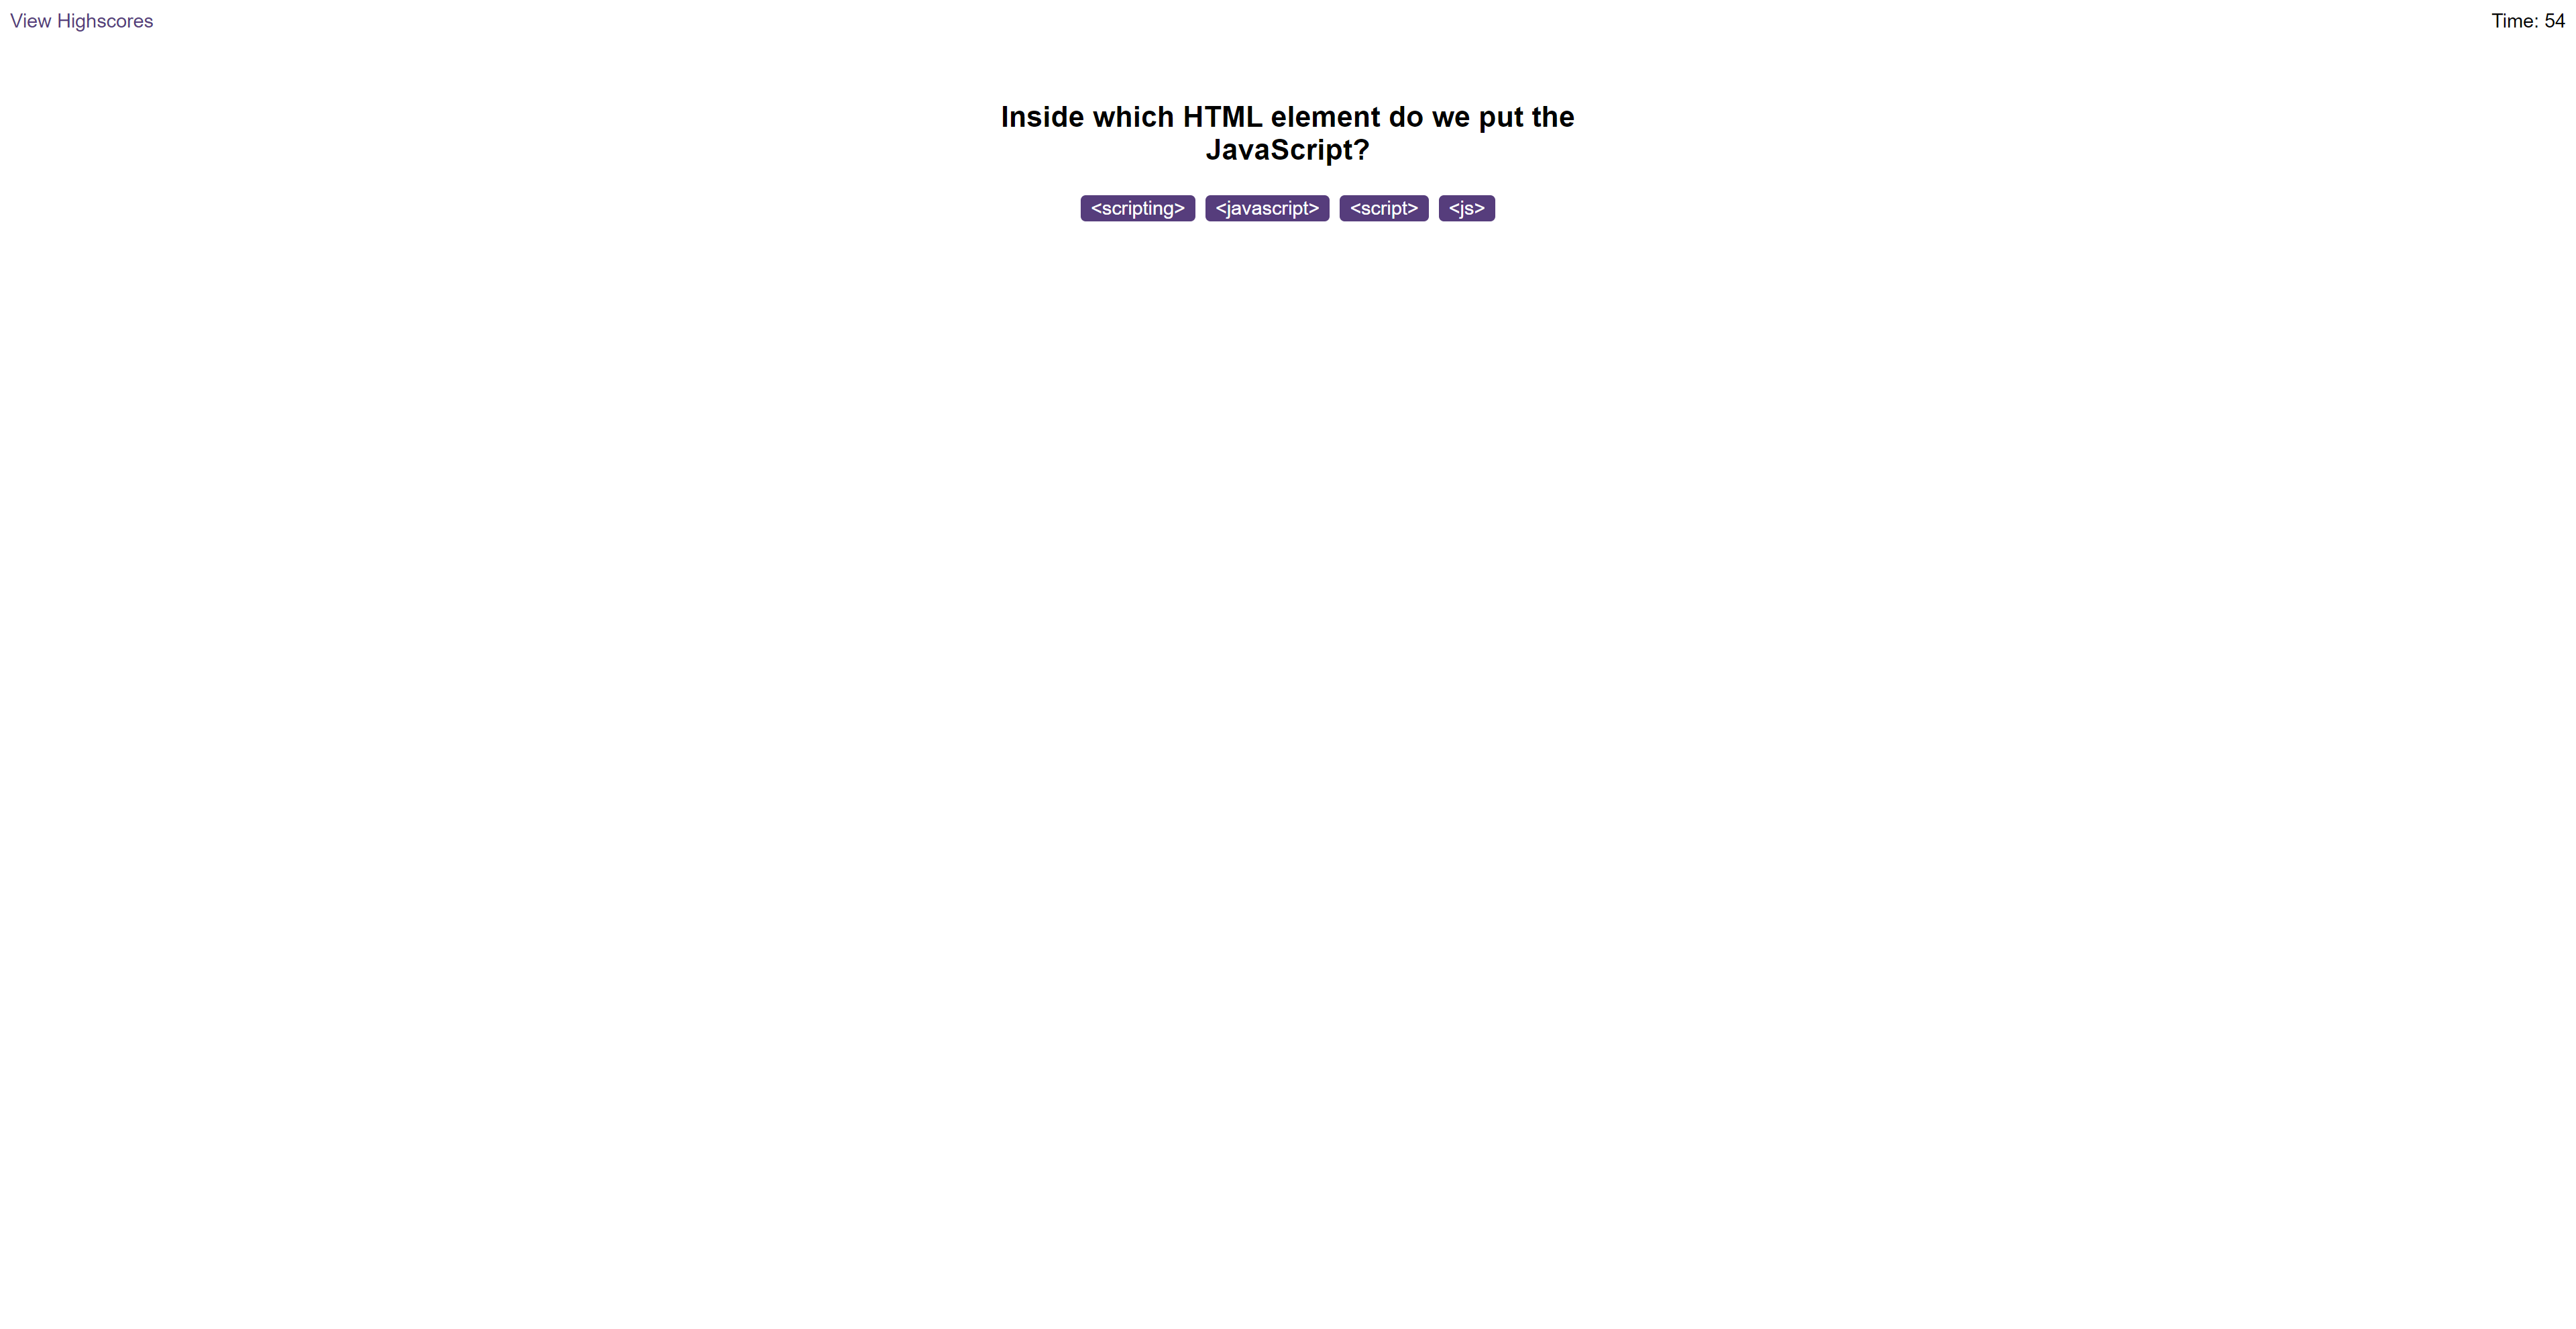 View Highscores
Time: 54
Inside which HTML element do we put the
JavaScript?
<scripting> <javascript> <script> <js>